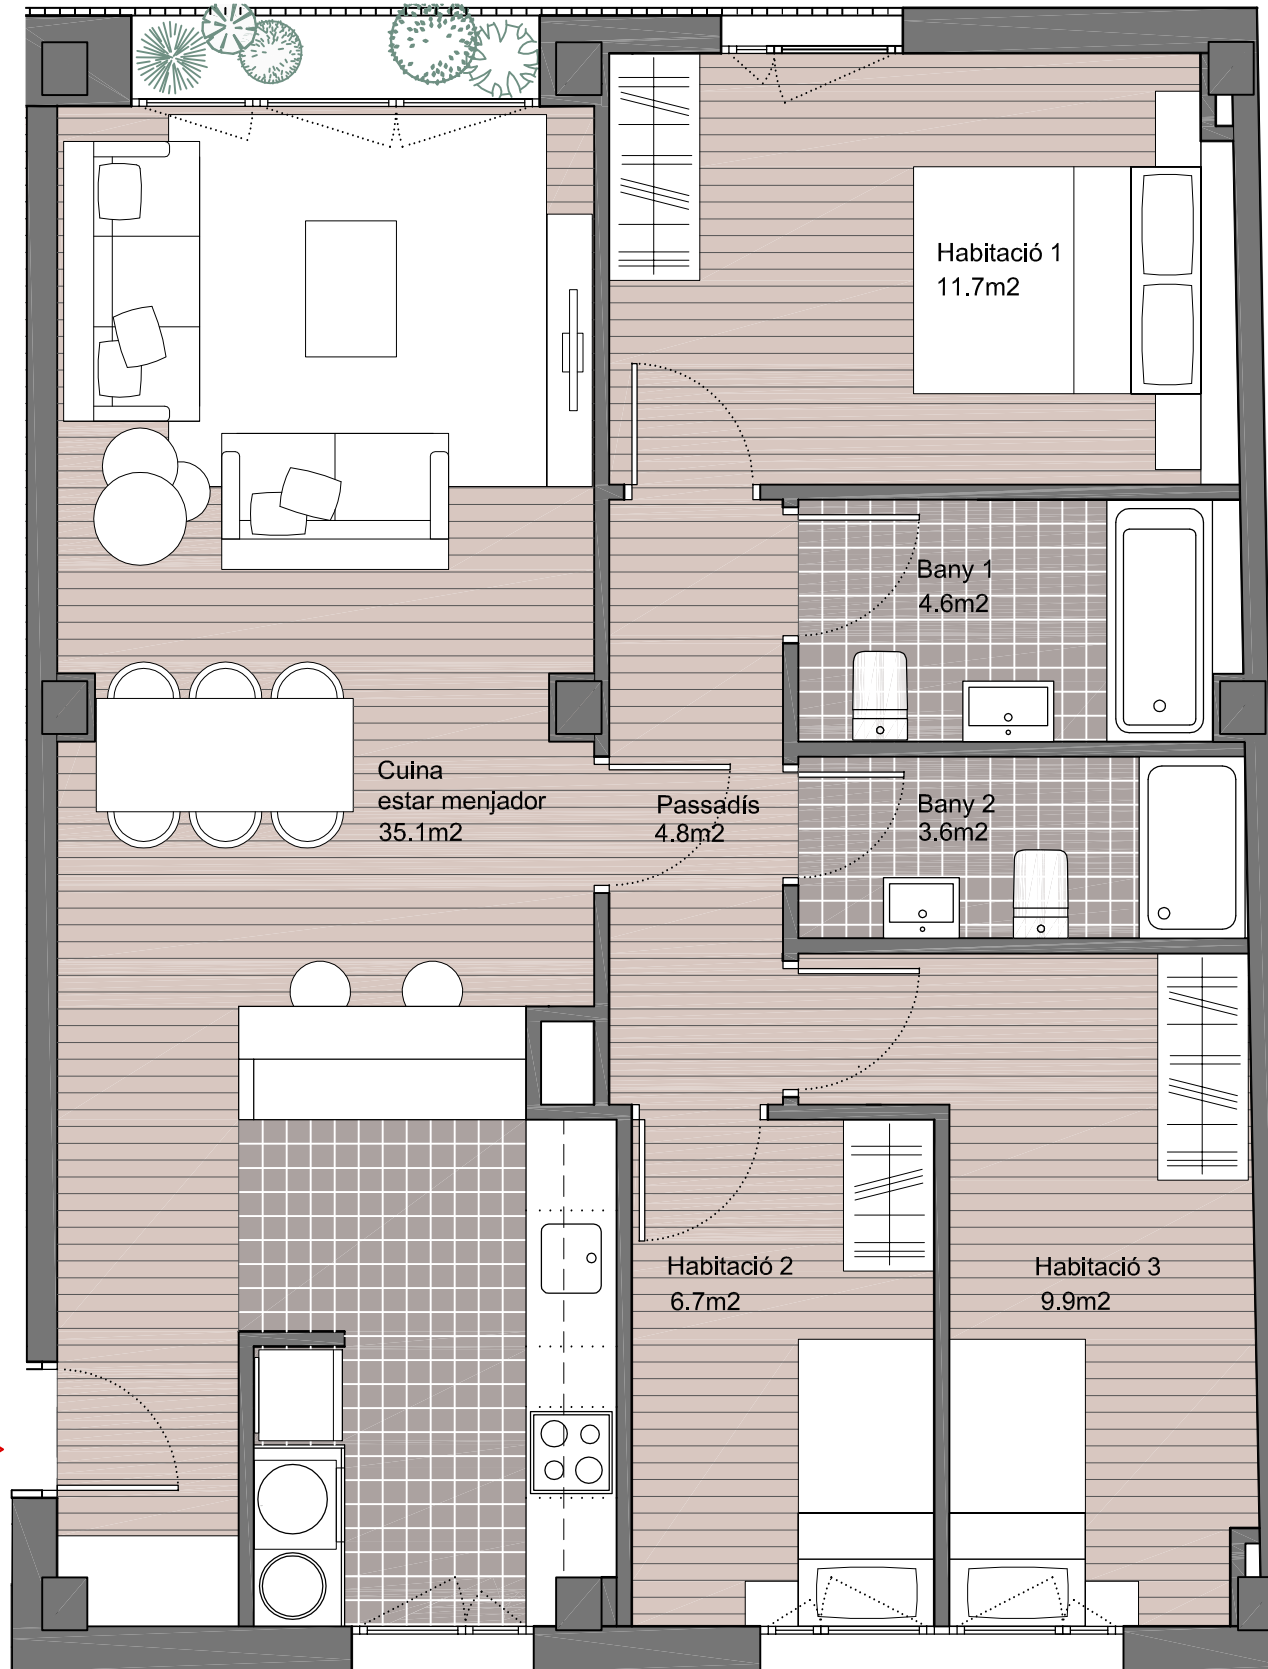 Habitació 1
11.7m2
Bany 1
4.6m2
Cuina
estar menjador
35.1m2
Passadís
4.8m2
Bany 2
3.6m2
Habitació 2
6.7m2
Habitació 3
9.9m2